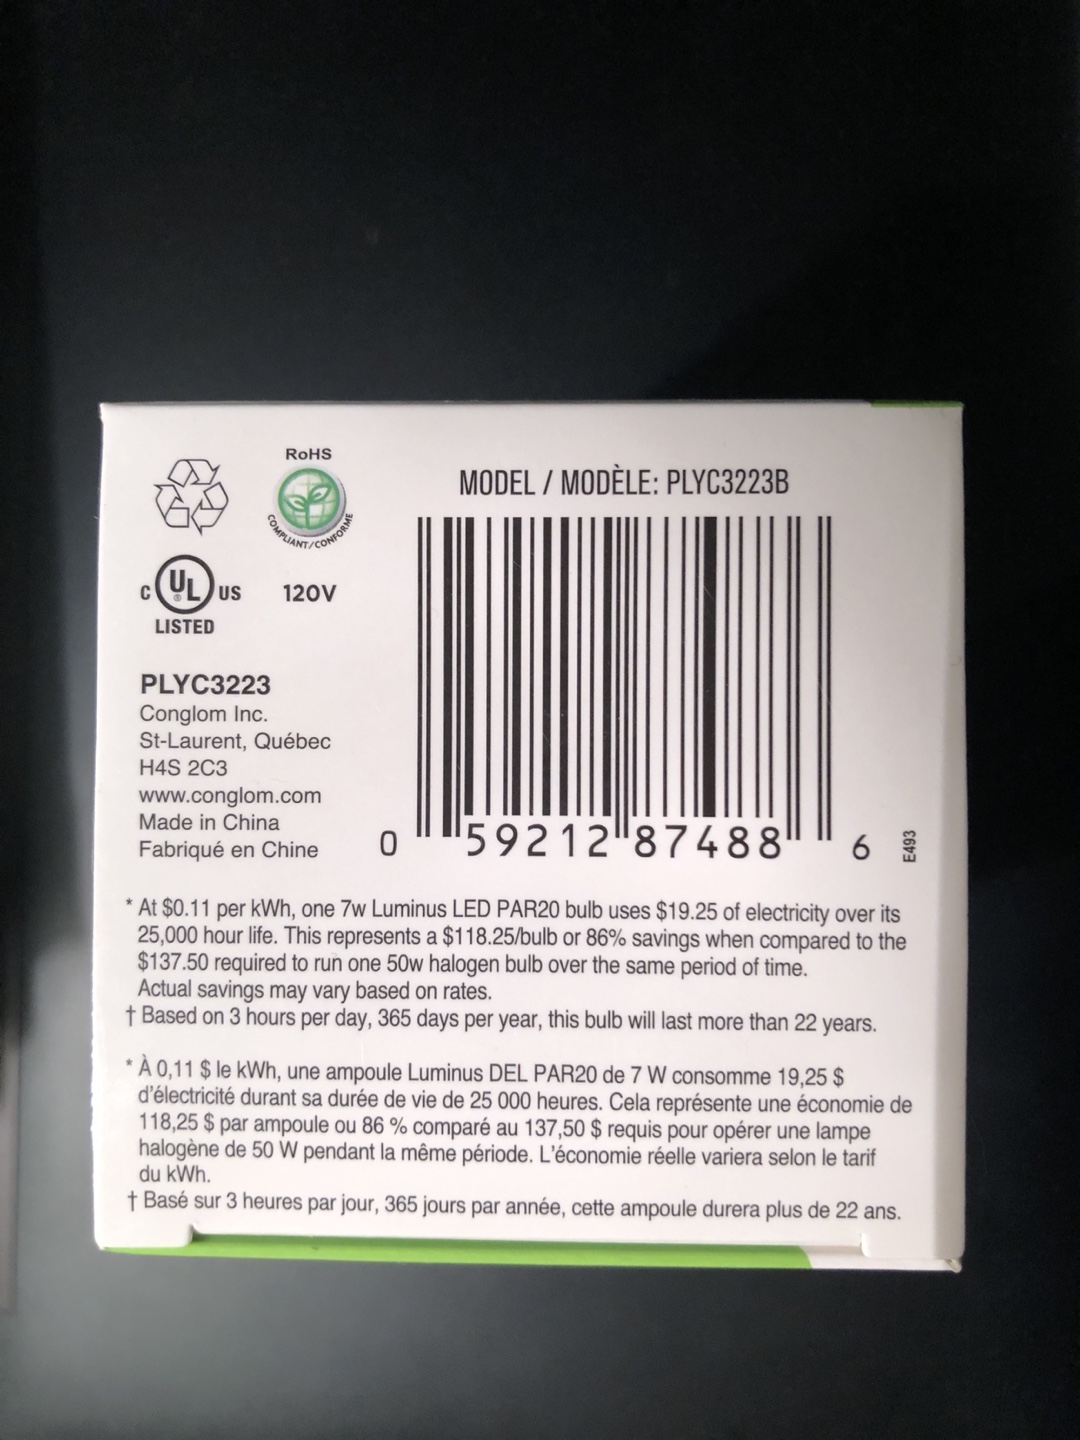 RoHS
COMPLIANT/CONFORME
MODEL / MODÈLE: PLYC3223B
C UL® US
LISTED
120V
PLYC3223
Conglom Inc.
St-Laurent, Québec
H4S 2C3
www.conglom.com
Made in China
Fabriqué en Chine
0 59212 87488 6
E493
* At $0.11 per kWh, one 7w Luminus LED PAR20 bulb uses $19.25 of electricity over its
25,000 hour life. This represents a $118.25/bulb or 86% savings when compared to the
$137.50 required to run one 50w halogen bulb over the same period of time.
Actual savings may vary based on rates.
† Based on 3 hours per day, 365 days per year, this bulb will last more than 22 years.
* À 0,11 $ le kWh, une ampoule Luminus DEL PAR20 de 7 W consomme 19,25 $
d'électricité durant sa durée de vie de 25 000 heures. Cela représente une économie de
118,25 $ par ampoule ou 86 % comparé au 137,50 $ requis pour opérer une lampe
halogène de 50 W pendant la même période. L'économie réelle variera selon le tarif
du kWh.
† Basé sur 3 heures par jour, 365 jours par année, cette ampoule durera plus de 22 ans.